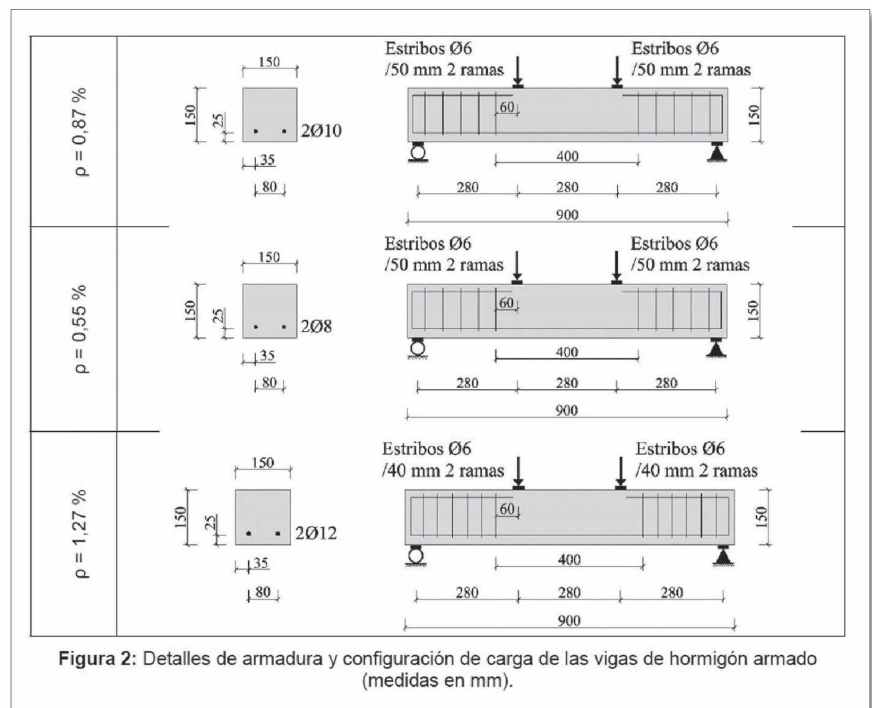 ρ = 0,87 %
150
150
25
35
80
2Ø10
Estribos Ø6
/50 mm 2 ramas
Estribos Ø6
/50 mm 2 ramas
60
150
400
280
280
280
900
ρ = 0,55 %
150
150
25
35
80
2Ø8
Estribos Ø6
/50 mm 2 ramas
Estribos Ø6
/50 mm 2 ramas
60
150
400
280
280
280
900
ρ = 1,27 %
150
150
25
35
80
2Ø12
Estribos Ø6
/40 mm 2 ramas
Estribos Ø6
/40 mm 2 ramas
60
150
400
280
280
280
900
Figura 2: Detalles de armadura y configuración de carga de las vigas de hormigón armado
(medidas en mm).